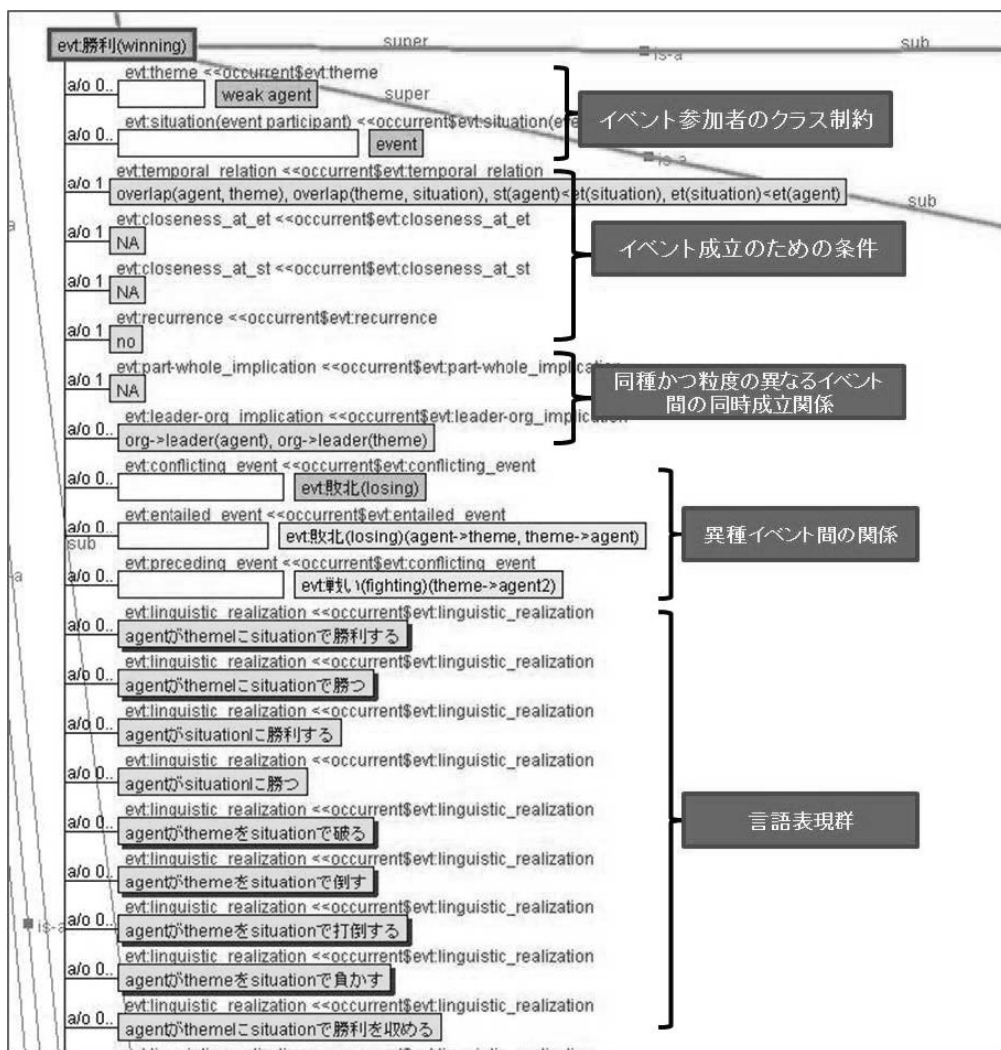 evt:勝利(winning)
super
is-a
sub
evt:theme <<occurrent$evt:theme
a/o 0..
weak agent
super
イベント参加者のクラス制約
evt:situation(event participant) <<occurrent$evt:situation(eve
a/o 0..
event
is-a
evt:temporal_relation <<occurrent$evt:temporal_relation
a/o 1
overlap(agent, theme), overlap(theme, situation), st(agent)<et(situation), et(situation)<et(agent)
sub
evt:closeness_at_et <<occurrent$evt:closeness_at_et
a/o 1
NA
イベント成立のための条件
evt:closeness_at_st <<occurrent$evt:closeness_at_st
a/o 1
NA
evt:recurrence <<occurrent$evt:recurrence
a/o 1
no
evt:part-whole_implication <<occurrent$evt:part-whole_implication
a/o 1
NA
同種かつ粒度の異なるイベント
間の同時成立関係
evt:leader-org_implication <<occurrent$evt:leader-org_implication
a/o 0..
org->leader(agent), org->leader(theme)
evt:conflicting_event <<occurrent$evt:conflicting_event
a/o 0..
evt:敗北(losing)
evt:entailed_event <<occurrent$evt:entailed_event
a/o 0..
evt:敗北(losing)(agent->theme, theme->agent)
異種イベント間の関係
sub
evt:preceding_event <<occurrent$evt:conflicting_event
-a
a/o 0..
evt:戦い(fighting)(theme->agent2)
evt:linguistic_realization <<occurrent$evt:linguistic_realization
a/o 0..
agentがthemeにsituationで勝利する
evt:linguistic_realization <<occurrent$evt:linguistic_realization
a/o 0..
agentがthemeにsituationで勝つ
evt:linguistic_realization <<occurrent$evt:linguistic_realization
a/o 0..
agentがsituationに勝利する
evt:linguistic_realization <<occurrent$evt:linguistic_realization
a/o 0..
agentがsituationに勝つ
evt:linguistic_realization <<occurrent$evt:linguistic_realization
a/o 0..
agentがthemeをsituationで破る
言語表現群
evt:linguistic_realization <<occurrent$evt:linguistic_realization
a/o 0..
agentがthemeをsituationで倒す
evt:linguistic_realization <<occurrent$evt:linguistic_realization
is-a
a/o 0..
agentがthemeをsituationで打倒する
evt:linguistic_realization <<occurrent$evt:linguistic_realization
a/o 0..
agentがthemeをsituationで負かす
evt:linguistic_realization <<occurrent$evt:linguistic_realization
a/o 0..
agentがthemeにsituationで勝利を収める